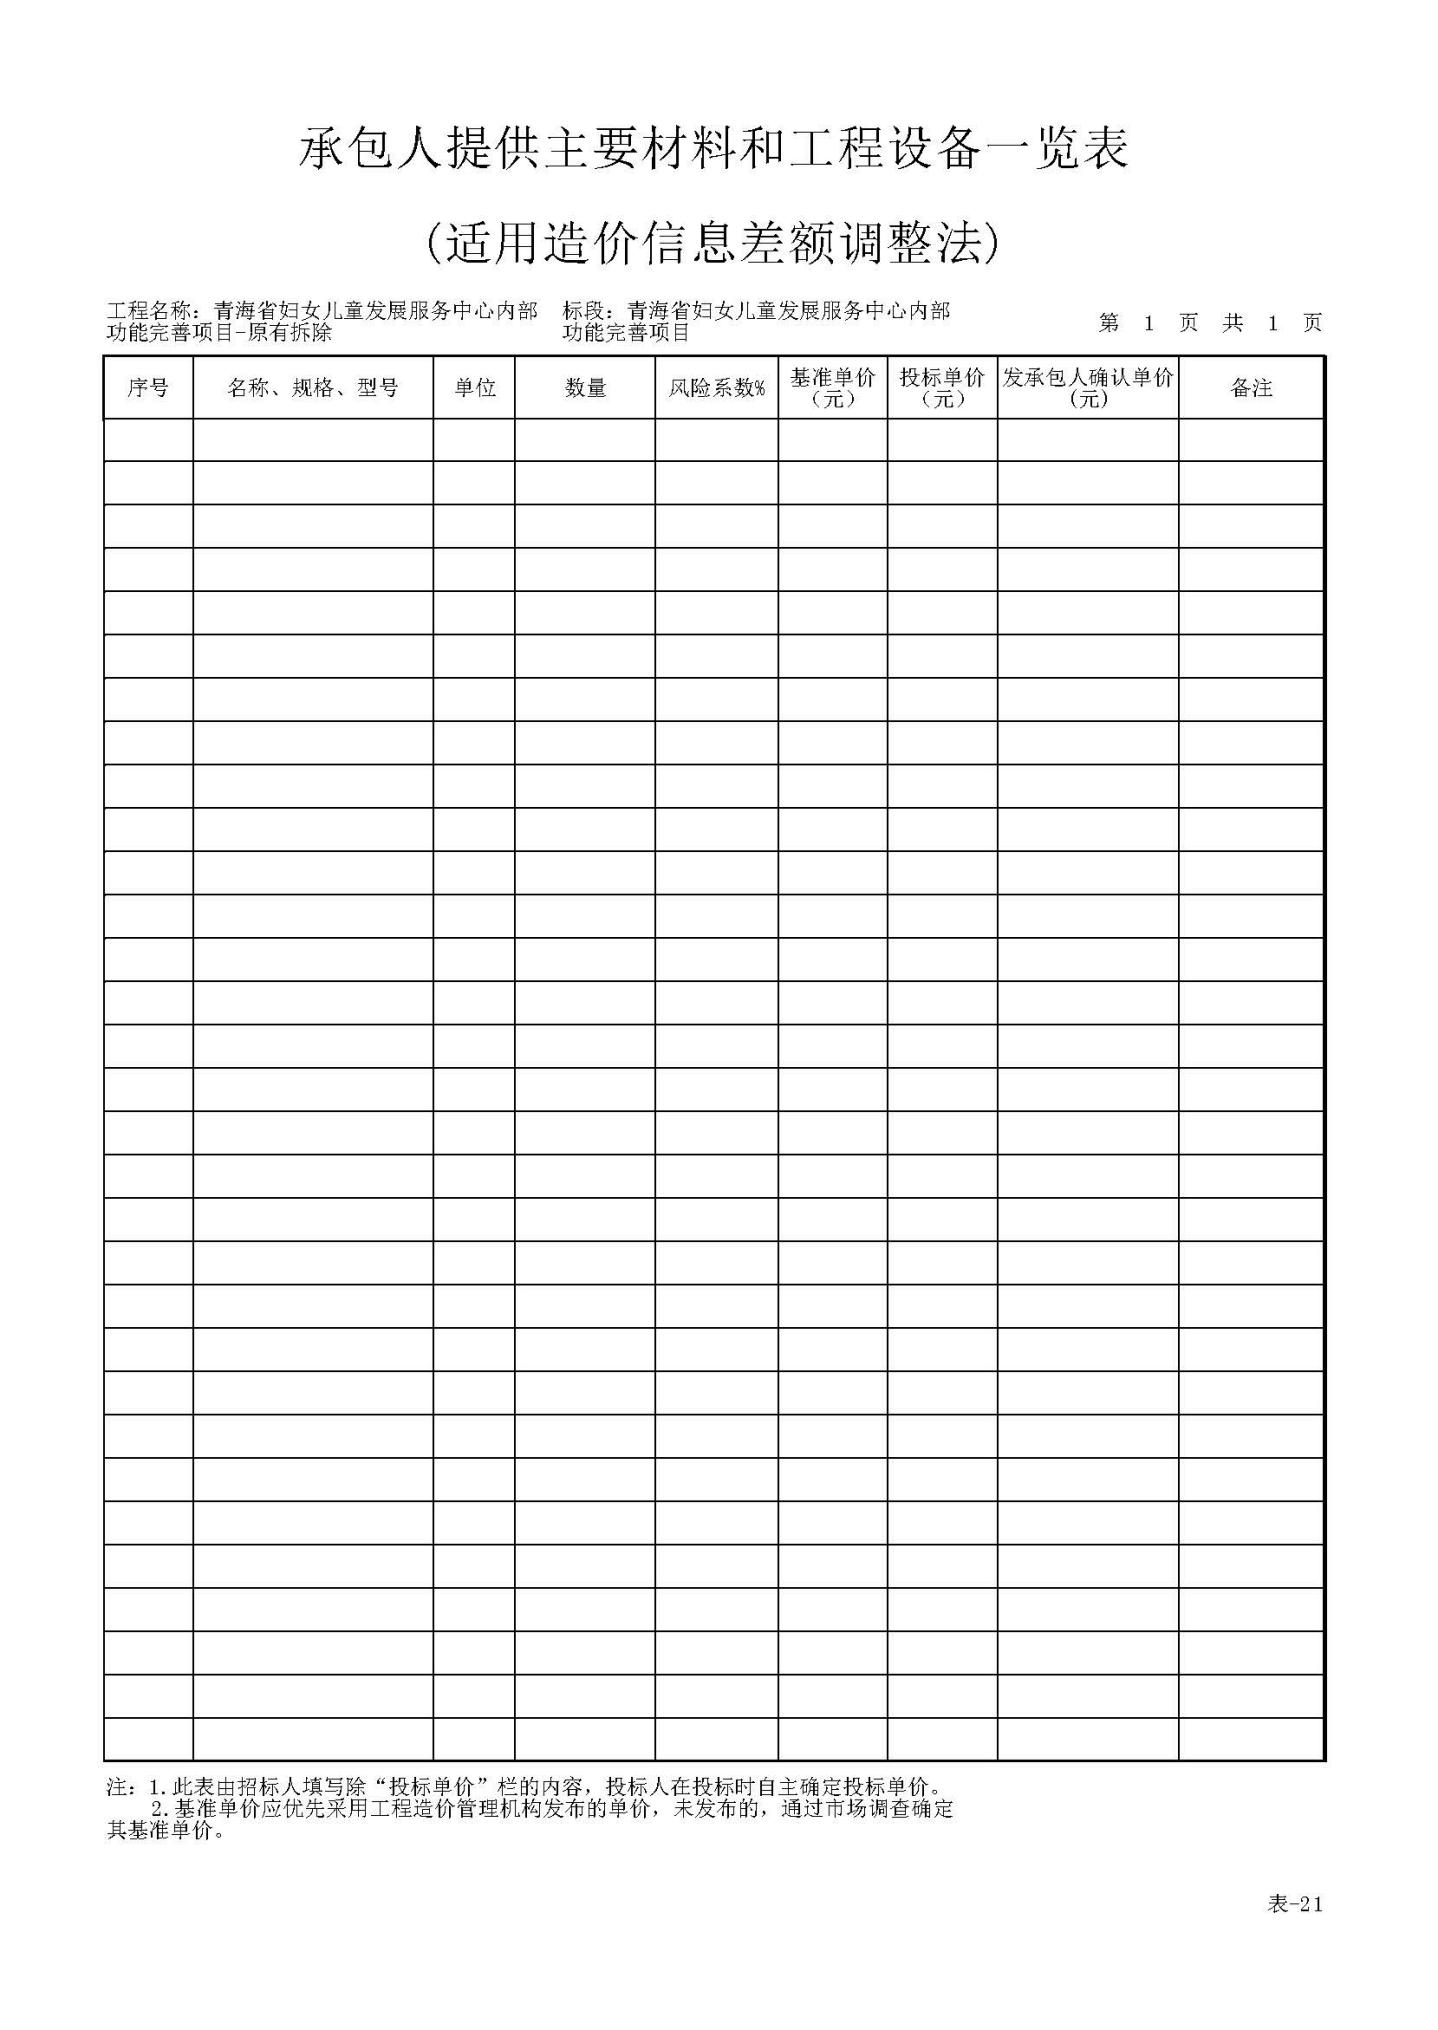 承包人提供主要材料和工程设备一览表
(适用造价信息差额调整法)
工程名称：青海省妇女儿童发展服务中心内部
功能完善项目-原有拆除
标段：青海省妇女儿童发展服务中心内部
功能完善项目
第 1 页 共 1 页
序号
名称、规格、型号
单位
数量
风险系数%
基准单价
（元）
投标单价
（元）
发承包人确认单价
(元)
备注
注：1.此表由招标人填写除“投标单价”栏的内容，投标人在投标时自主确定投标单价。
2.基准单价应优先采用工程造价管理机构发布的单价，未发布的，通过市场调查确定
其基准单价。
表-21